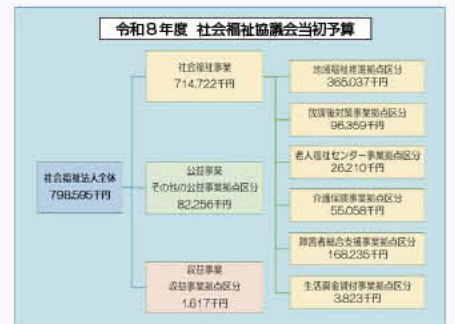 令和8年度 社会福祉協議会当初予算
社会福祉法人全体
798,595千円
社会福祉事業
714,722千円
公益事業
その他の公益事業拠点区分
82,256千円
収益事業
収益事業拠点区分
1,617千円
地域福祉推進拠点区分
365,037千円
放課後対策事業拠点区分
96,359千円
老人福祉センター事業拠点区分
26,210千円
介護保険事業拠点区分
55,058千円
障害者総合支援事業拠点区分
168,235千円
生活資金貸付事業拠点区分
3,823千円